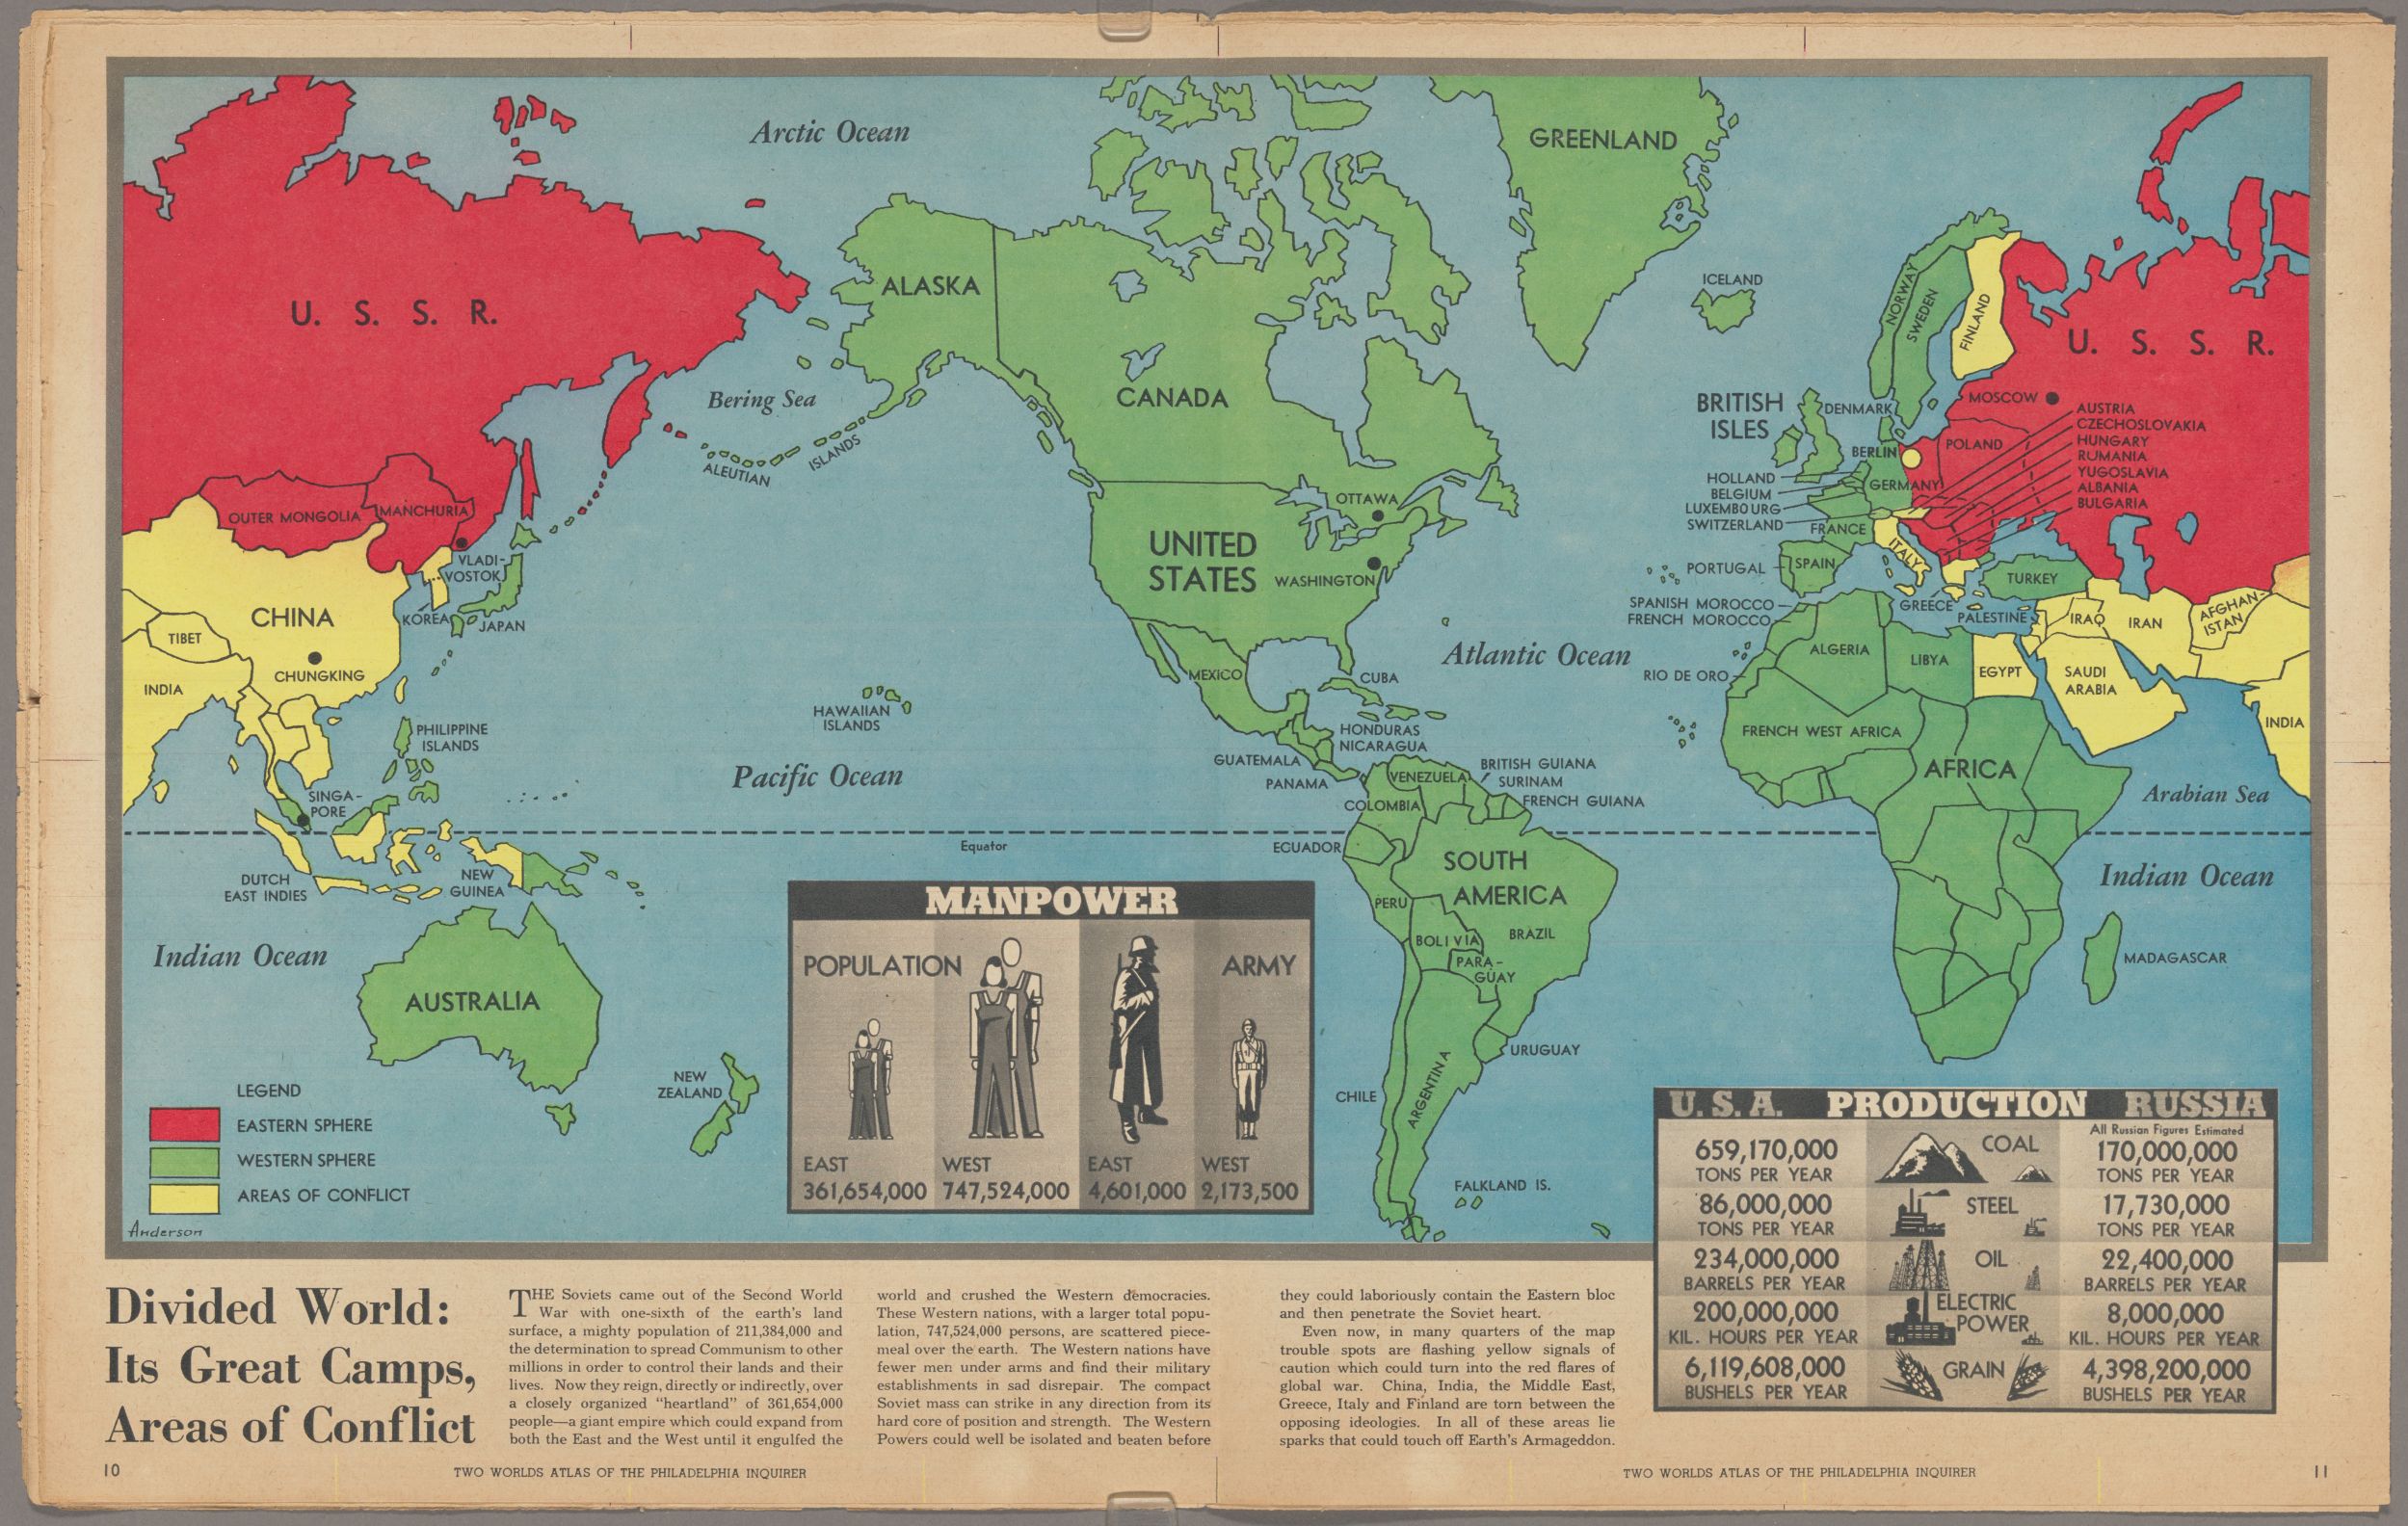 Arctic Ocean
GREENLAND
U. S. S. R.
ALASKA
CANADA
ICELAND
NORWAY
SWEDEN
FINLAND
U. S. S. R.
Bering Sea
ALEUTIAN
ISLANDS
BRITISH
ISLES
DENMARK
MOSCOW
AUSTRIA
CZECHOSLOVAKIA
HUNGARY
RUMANIA
YUGOSLAVIA
ALBANIA
BULGARIA
BERLIN
POLAND
HOLLAND
BELGIUM
LUXEMBOURG
SWITZERLAND
GERMANY
FRANCE
OUTER MONGOLIA
MANCHURIA
VLADI-
VOSTOK
OTTAWA
UNITED
STATES
WASHINGTON
PORTUGAL
SPAIN
ITALY
TURKEY
CHINA
KOREA
JAPAN
TIBET
CHUNGKING
INDIA
SPANISH MOROCCO
FRENCH MOROCCO
GREECE
PALESTINE
IRAQ
IRAN
AFGHAN-
ISTAN
Atlantic Ocean
ALGERIA
LIBYA
EGYPT
SAUDI
ARABIA
RIO DE ORO
INDIA
MEXICO
CUBA
HAWAIIAN
ISLANDS
PHILIPPINE
ISLANDS
HONDURAS
NICARAGUA
GUATEMALA
PANAMA
FRENCH WEST AFRICA
AFRICA
Pacific Ocean
VENEZUELA
BRITISH GUIANA
SURINAM
FRENCH GUIANA
COLOMBIA
Arabian Sea
SINGA-
PORE
Equator
ECUADOR
SOUTH
AMERICA
DUTCH
EAST INDIES
NEW
GUINEA
PERU
BOLIVIA
BRAZIL
PARA-
GUAY
Indian Ocean
Indian Ocean
MADAGASCAR
AUSTRALIA
NEW
ZEALAND
URUGUAY
CHILE
ARGENTINA
FALKLAND IS.
LEGEND
EASTERN SPHERE
WESTERN SPHERE
AREAS OF CONFLICT
Anderson
MANPOWER
POPULATION
ARMY
EAST WEST EAST WEST
361,654,000 747,524,000 4,601,000 2,173,500
U.S.A. PRODUCTION RUSSIA
All Russian Figures Estimated
659,170,000 COAL 170,000,000
TONS PER YEAR TONS PER YEAR
86,000,000 STEEL 17,730,000
TONS PER YEAR TONS PER YEAR
234,000,000 OIL 22,400,000
BARRELS PER YEAR BARRELS PER YEAR
200,000,000 ELECTRIC POWER 8,000,000
KIL. HOURS PER YEAR KIL. HOURS PER YEAR
6,119,608,000 GRAIN 4,398,200,000
BUSHELS PER YEAR BUSHELS PER YEAR
Divided World:
Its Great Camps,
Areas of Conflict
THE Soviets came out of the Second World
War with one-sixth of the earth's land
surface, a mighty population of 211,384,000 and
the determination to spread Communism to other
millions in order to control their lands and their
lives. Now they reign, directly or indirectly, over
a closely organized "heartland" of 361,654,000
people—a giant empire which could expand from
both the East and the West until it engulfed the
world and crushed the Western democracies.
These Western nations, with a larger total popu-
lation, 747,524,000 persons, are scattered piece-
meal over the earth. The Western nations have
fewer men under arms and find their military
establishments in sad disrepair. The compact
Soviet mass can strike in any direction from its
hard core of position and strength. The Western
Powers could well be isolated and beaten before
they could laboriously contain the Eastern bloc
and then penetrate the Soviet heart.
Even now, in many quarters of the map
trouble spots are flashing yellow signals of
caution which could turn into the red flares of
global war. China, India, the Middle East,
Greece, Italy and Finland are torn between the
opposing ideologies. In all of these areas lie
sparks that could touch off Earth's Armageddon.
10
TWO WORLDS ATLAS OF THE PHILADELPHIA INQUIRER
TWO WORLDS ATLAS OF THE PHILADELPHIA INQUIRER
11